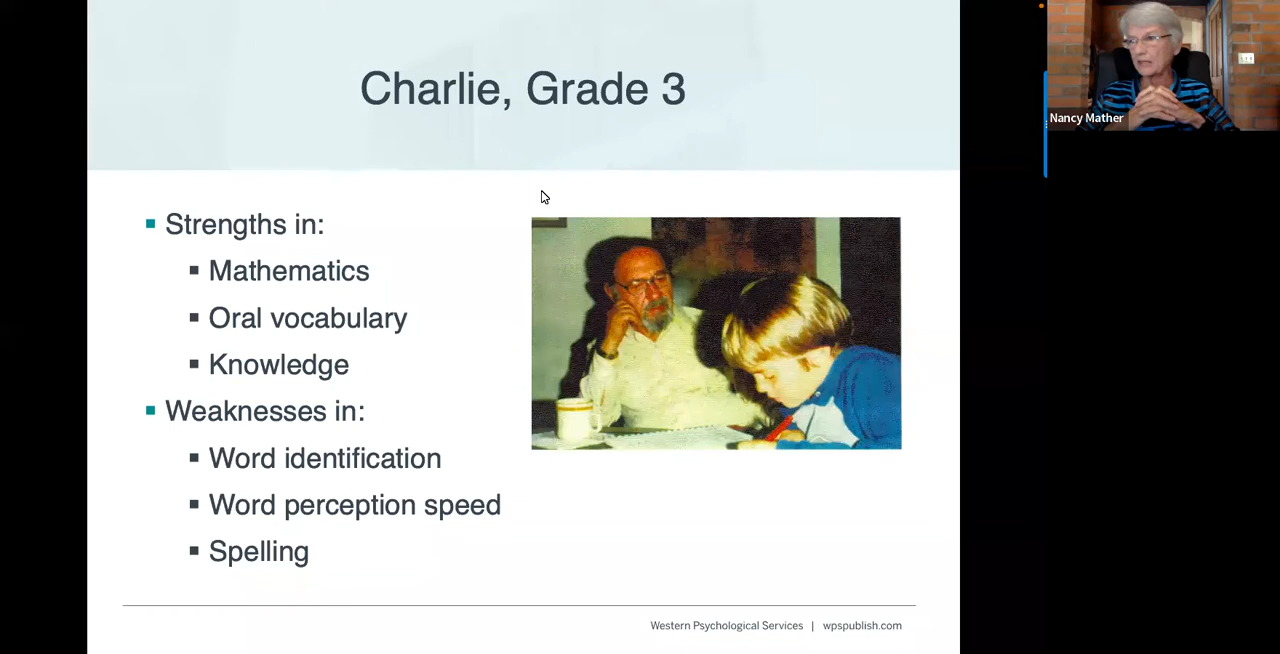 Charlie, Grade 3
Strengths in:
Mathematics
Oral vocabulary
Knowledge
Weaknesses in:
Word identification
Word perception speed
Spelling
Western Psychological Services | wpspublish.com
Nancy Mather